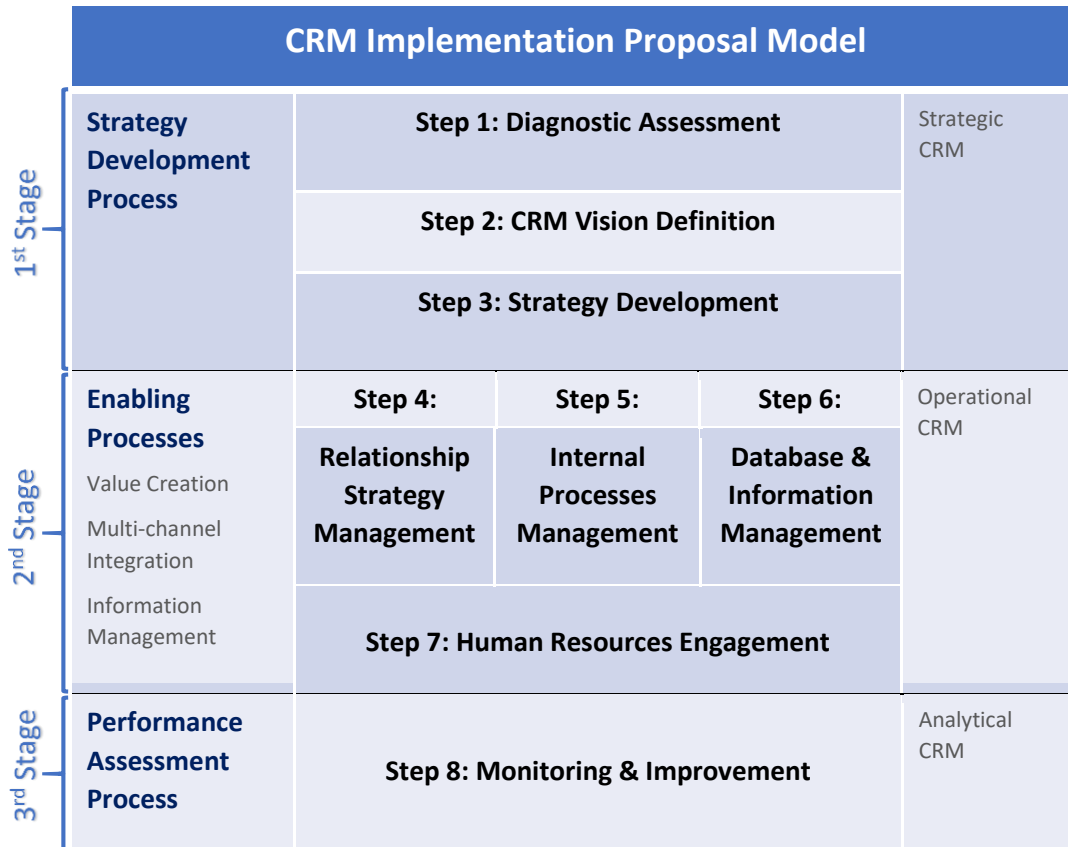 CRM Implementation Proposal Model
1st Stage
Strategy
Development
Process
Step 1: Diagnostic Assessment
Step 2: CRM Vision Definition
Step 3: Strategy Development
Strategic
CRM
2nd Stage
Enabling
Processes
Value Creation
Multi-channel
Integration
Information
Management
Step 4:
Relationship
Strategy
Management
Step 5:
Internal
Processes
Management
Step 6:
Database &
Information
Management
Step 7: Human Resources Engagement
Operational
CRM
3rd Stage
Performance
Assessment
Process
Step 8: Monitoring & Improvement
Analytical
CRM